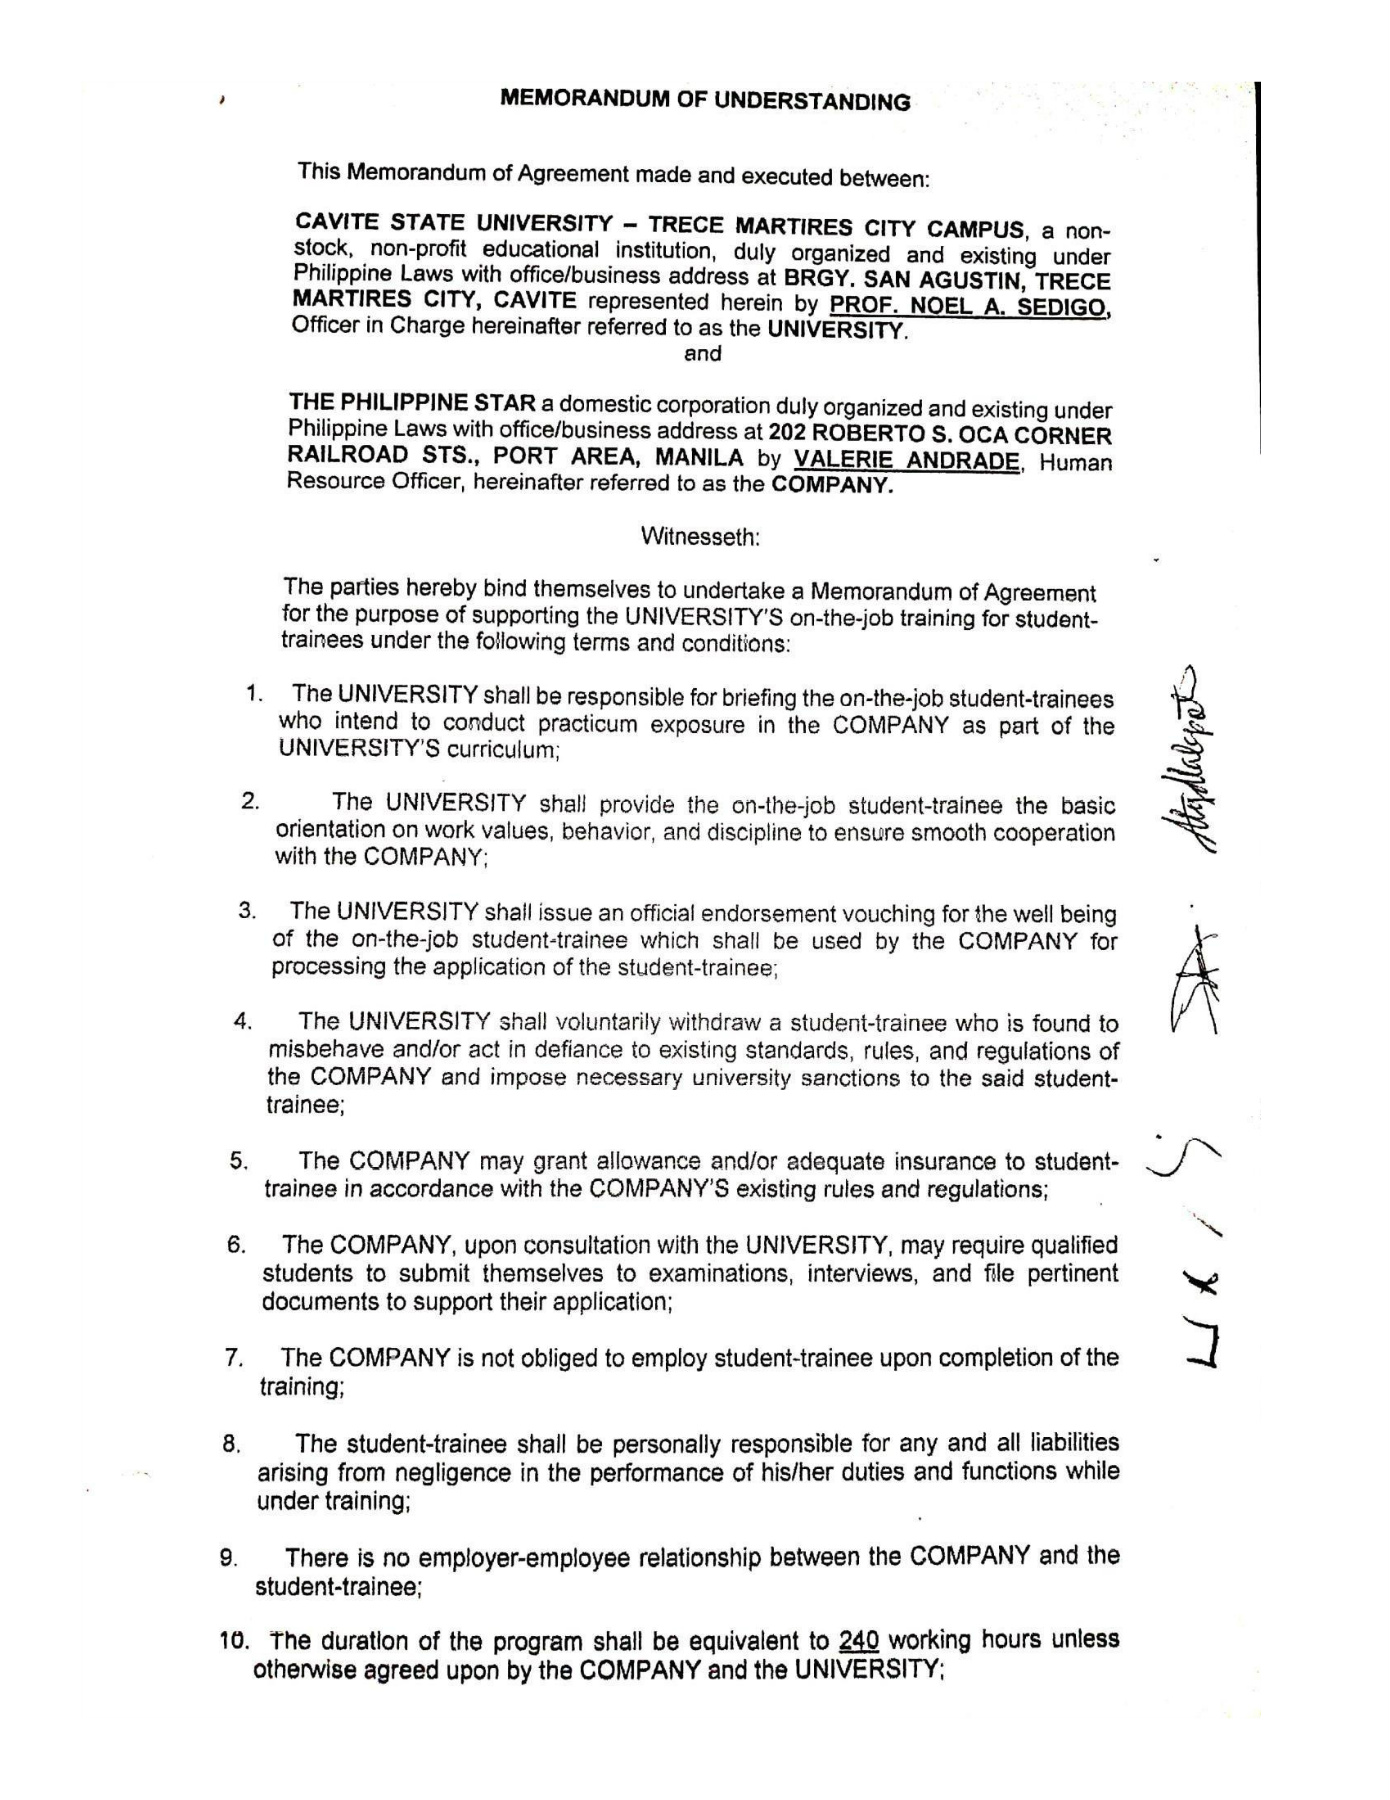 MEMORANDUM OF UNDERSTANDING
This Memorandum of Agreement made and executed between:
CAVITE STATE UNIVERSITY – TRECE MARTIRES CITY CAMPUS, a non-
stock, non-profit educational institution, duly organized and existing under
Philippine Laws with office/business address at BRGY. SAN AGUSTIN, TRECE
MARTIRES CITY, CAVITE represented herein by PROF. NOEL A. SEDIGO,
Officer in Charge hereinafter referred to as the UNIVERSITY.
and
THE PHILIPPINE STAR a domestic corporation duly organized and existing under
Philippine Laws with office/business address at 202 ROBERTO S. OCA CORNER
RAILROAD STS., PORT AREA, MANILA by VALERIE ANDRADE, Human
Resource Officer, hereinafter referred to as the COMPANY.
Witnesseth:
The parties hereby bind themselves to undertake a Memorandum of Agreement
for the purpose of supporting the UNIVERSITY'S on-the-job training for student-
trainees under the following terms and conditions:
1. The UNIVERSITY shall be responsible for briefing the on-the-job student-trainees
who intend to conduct practicum exposure in the COMPANY as part of the
UNIVERSITY'S curriculum;
2. The UNIVERSITY shall provide the on-the-job student-trainee the basic
orientation on work values, behavior, and discipline to ensure smooth cooperation
with the COMPANY;
3. The UNIVERSITY shall issue an official endorsement vouching for the well being
of the on-the-job student-trainee which shall be used by the COMPANY for
processing the application of the student-trainee;
4. The UNIVERSITY shall voluntarily withdraw a student-trainee who is found to
misbehave and/or act in defiance to existing standards, rules, and regulations of
the COMPANY and impose necessary university sanctions to the said student-
trainee;
5. The COMPANY may grant allowance and/or adequate insurance to student-
trainee in accordance with the COMPANY'S existing rules and regulations;
6. The COMPANY, upon consultation with the UNIVERSITY, may require qualified
students to submit themselves to examinations, interviews, and file pertinent
documents to support their application;
7. The COMPANY is not obliged to employ student-trainee upon completion of the
training;
8. The student-trainee shall be personally responsible for any and all liabilities
arising from negligence in the performance of his/her duties and functions while
under training;
9. There is no employer-employee relationship between the COMPANY and the
student-trainee;
10. The duration of the program shall be equivalent to 240 working hours unless
otherwise agreed upon by the COMPANY and the UNIVERSITY;